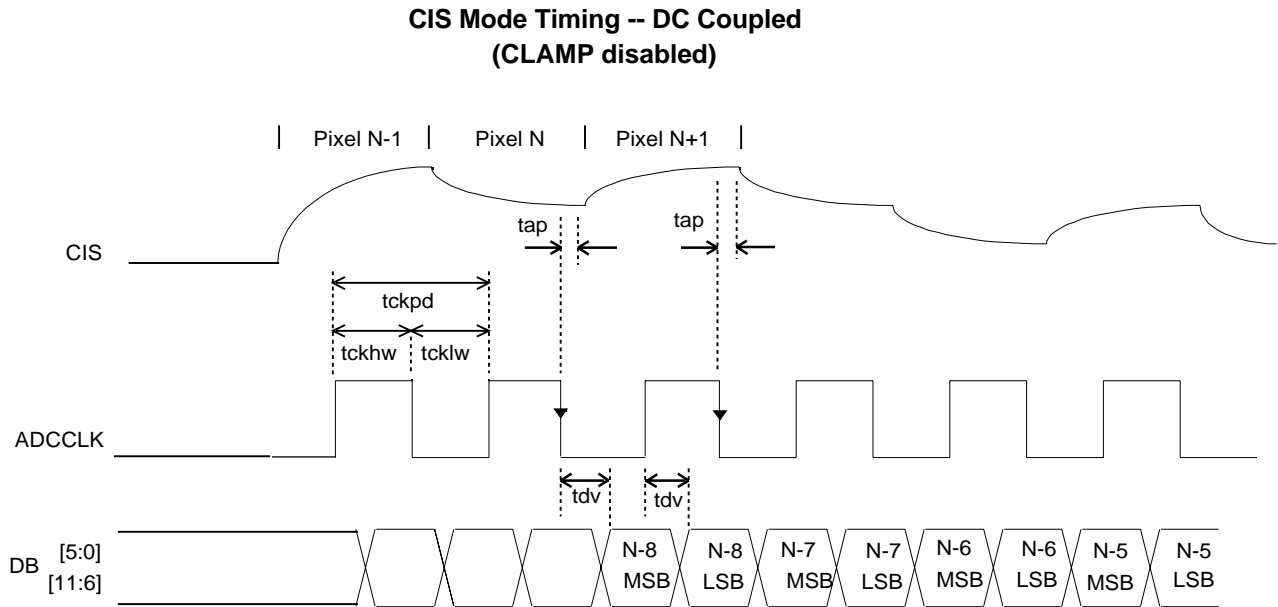 CIS Mode Timing -- DC Coupled
(CLAMP disabled)
Pixel N-1 Pixel N Pixel N+1
tap tap
CIS
tckpd
tckhw tcklw
ADCCLK
tdv tdv
DB [5:0]
[11:6]
N-8 N-8 N-7 N-7 N-6 N-6 N-5 N-5
MSB LSB MSB LSB MSB LSB MSB LSB